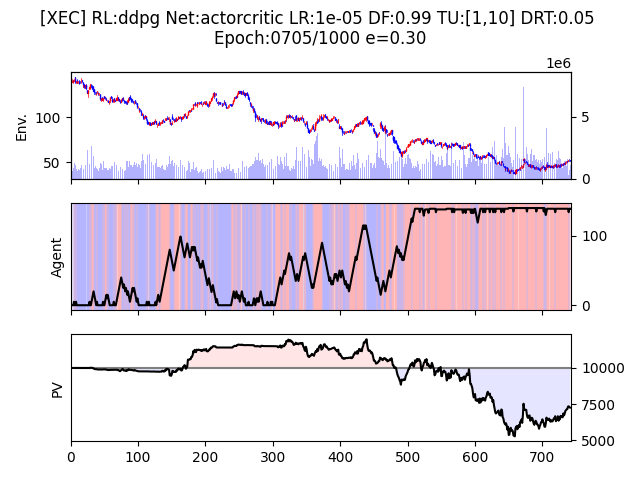 [XEC] RL:ddpg Net:actorcritic LR:1e-05 DF:0.99 TU:[1,10] DRT:0.05
Epoch:0705/1000 e=0.30
1e6
Env.
100
50
5
0
Agent
100
0
PV
10000
7500
5000
0 100 200 300 400 500 600 700